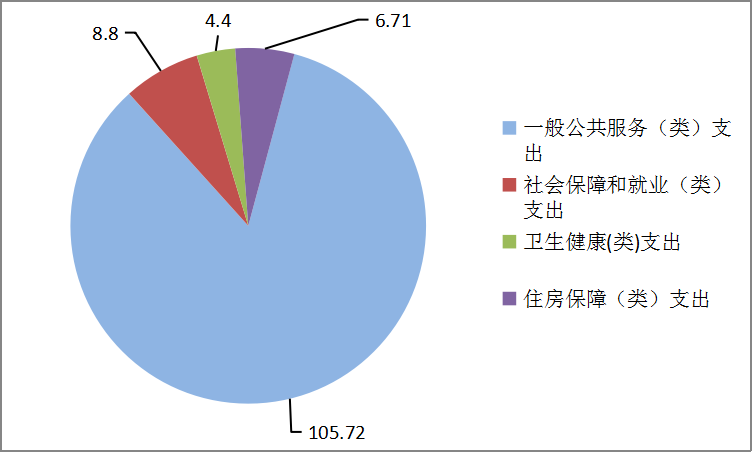 4.4
6.71
8.8
一般公共服务（类）支
出
社会保障和就业（类）
支出
卫生健康(类)支出
住房保障（类）支出
105.72